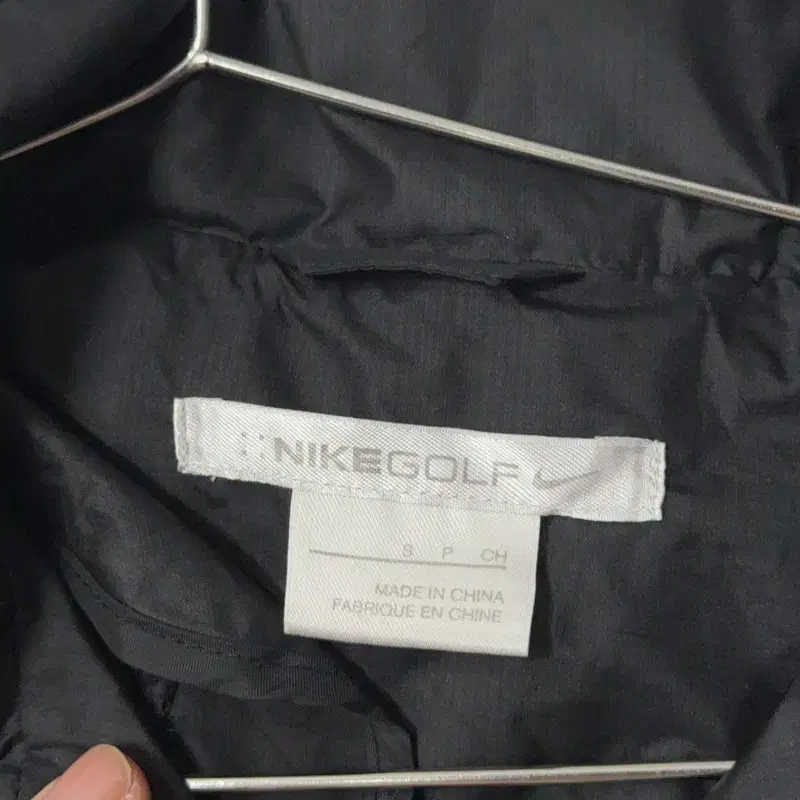 NIKEGOLF
S P CH
MADE IN CHINA
FABRIQUE EN CHINE